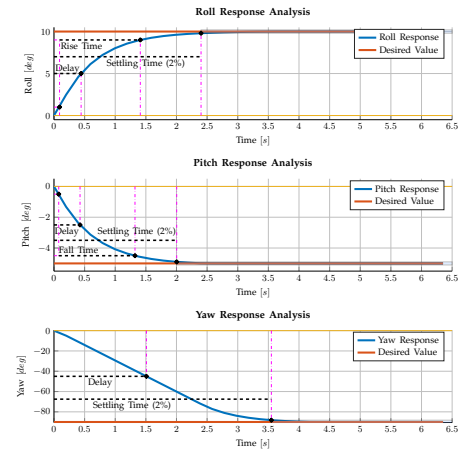 Roll Response Analysis
10
5
0
Roll [deg]
Rise Time
Delay
Settling Time (2%)
Roll Response
Desired Value
0 0.5 1 1.5 2 2.5 3 3.5 4 4.5 5 5.5 6 6.5
Time [s]
Pitch Response Analysis
0
−2
−4
Pitch [deg]
Delay
Settling Time (2%)
Fall Time
Pitch Response
Desired Value
0 0.5 1 1.5 2 2.5 3 3.5 4 4.5 5 5.5 6 6.5
Time [s]
Yaw Response Analysis
0
−20
−40
−60
−80
Yaw [deg]
Delay
Settling Time (2%)
Yaw Response
Desired Value
0 0.5 1 1.5 2 2.5 3 3.5 4 4.5 5 5.5 6 6.5
Time [s]